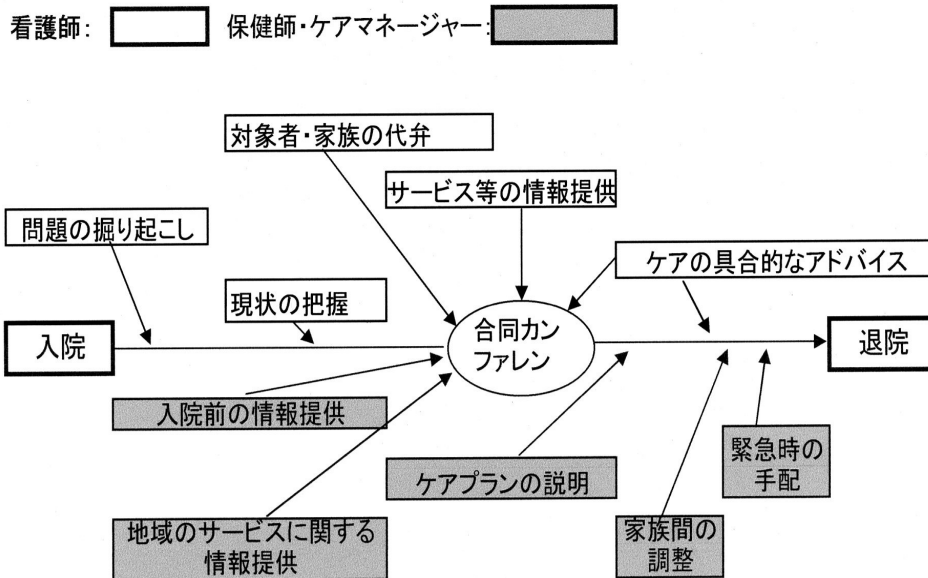 看護師:
保健師・ケアマネージャー:
対象者・家族の代弁
サービス等の情報提供
問題の掘り起こし
ケアの具合的なアドバイス
現状の把握
入院
合同カン
ファレン
退院
入院前の情報提供
ケアプランの説明
緊急時の
手配
地域のサービスに関する
情報提供
家族間の
調整